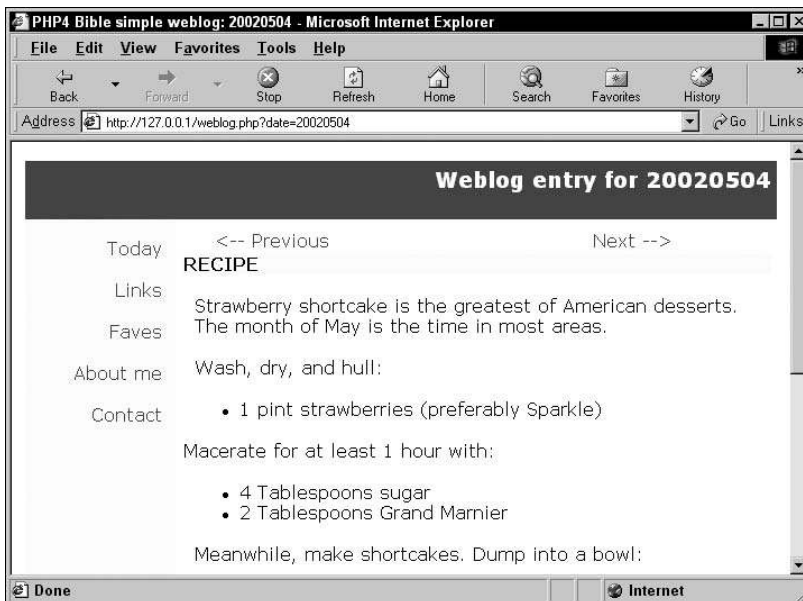 PHP4 Bible simple weblog: 20020504 - Microsoft Internet Explorer
File Edit View Favorites Tools Help
Back Forward Stop Refresh Home Search Favorites History »
Address http://127.0.0.1/weblog.php?date=20020504 Go Links
Weblog entry for 20020504
Today
Links
Faves
About me
Contact
<-- Previous Next -->
RECIPE
Strawberry shortcake is the greatest of American desserts.
The month of May is the time in most areas.
Wash, dry, and hull:
• 1 pint strawberries (preferably Sparkle)
Macerate for at least 1 hour with:
• 4 Tablespoons sugar
• 2 Tablespoons Grand Marnier
Meanwhile, make shortcakes. Dump into a bowl:
Done Internet